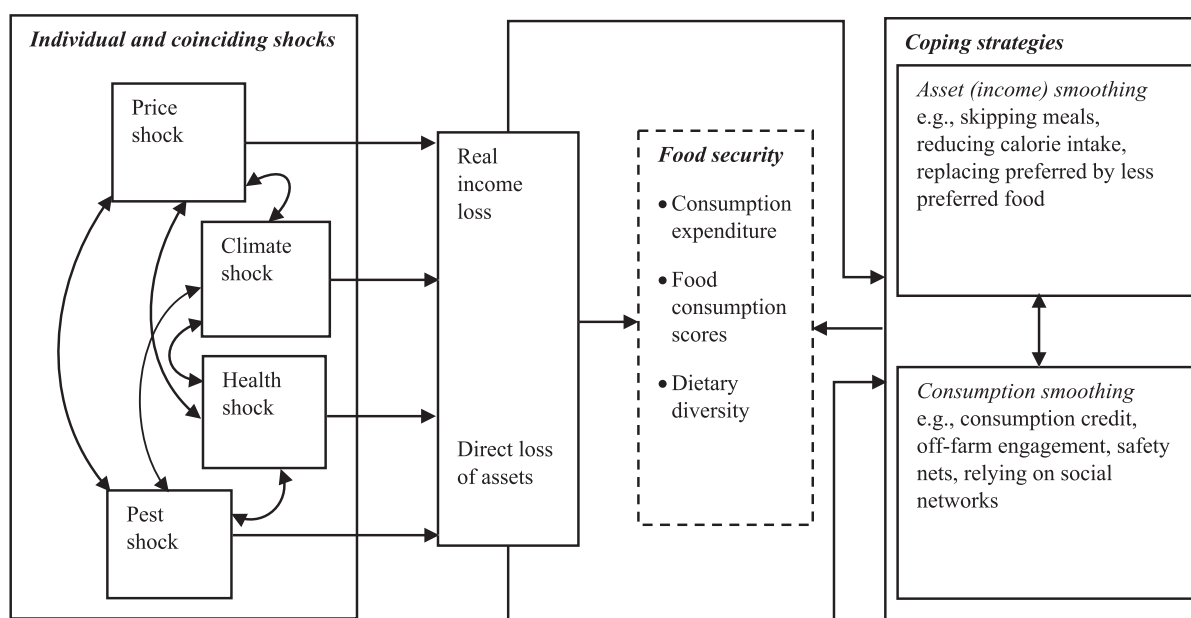 Individual and coinciding shocks
Price
shock
Climate
shock
Health
shock
Pest
shock
Real
income
loss
Direct loss
of assets
Food security
• Consumption
expenditure
• Food
consumption
scores
• Dietary
diversity
Coping strategies
Asset (income) smoothing
e.g., skipping meals,
reducing calorie intake,
replacing preferred by less
preferred food
Consumption smoothing
e.g., consumption credit,
off-farm engagement, safety
nets, relying on social
networks